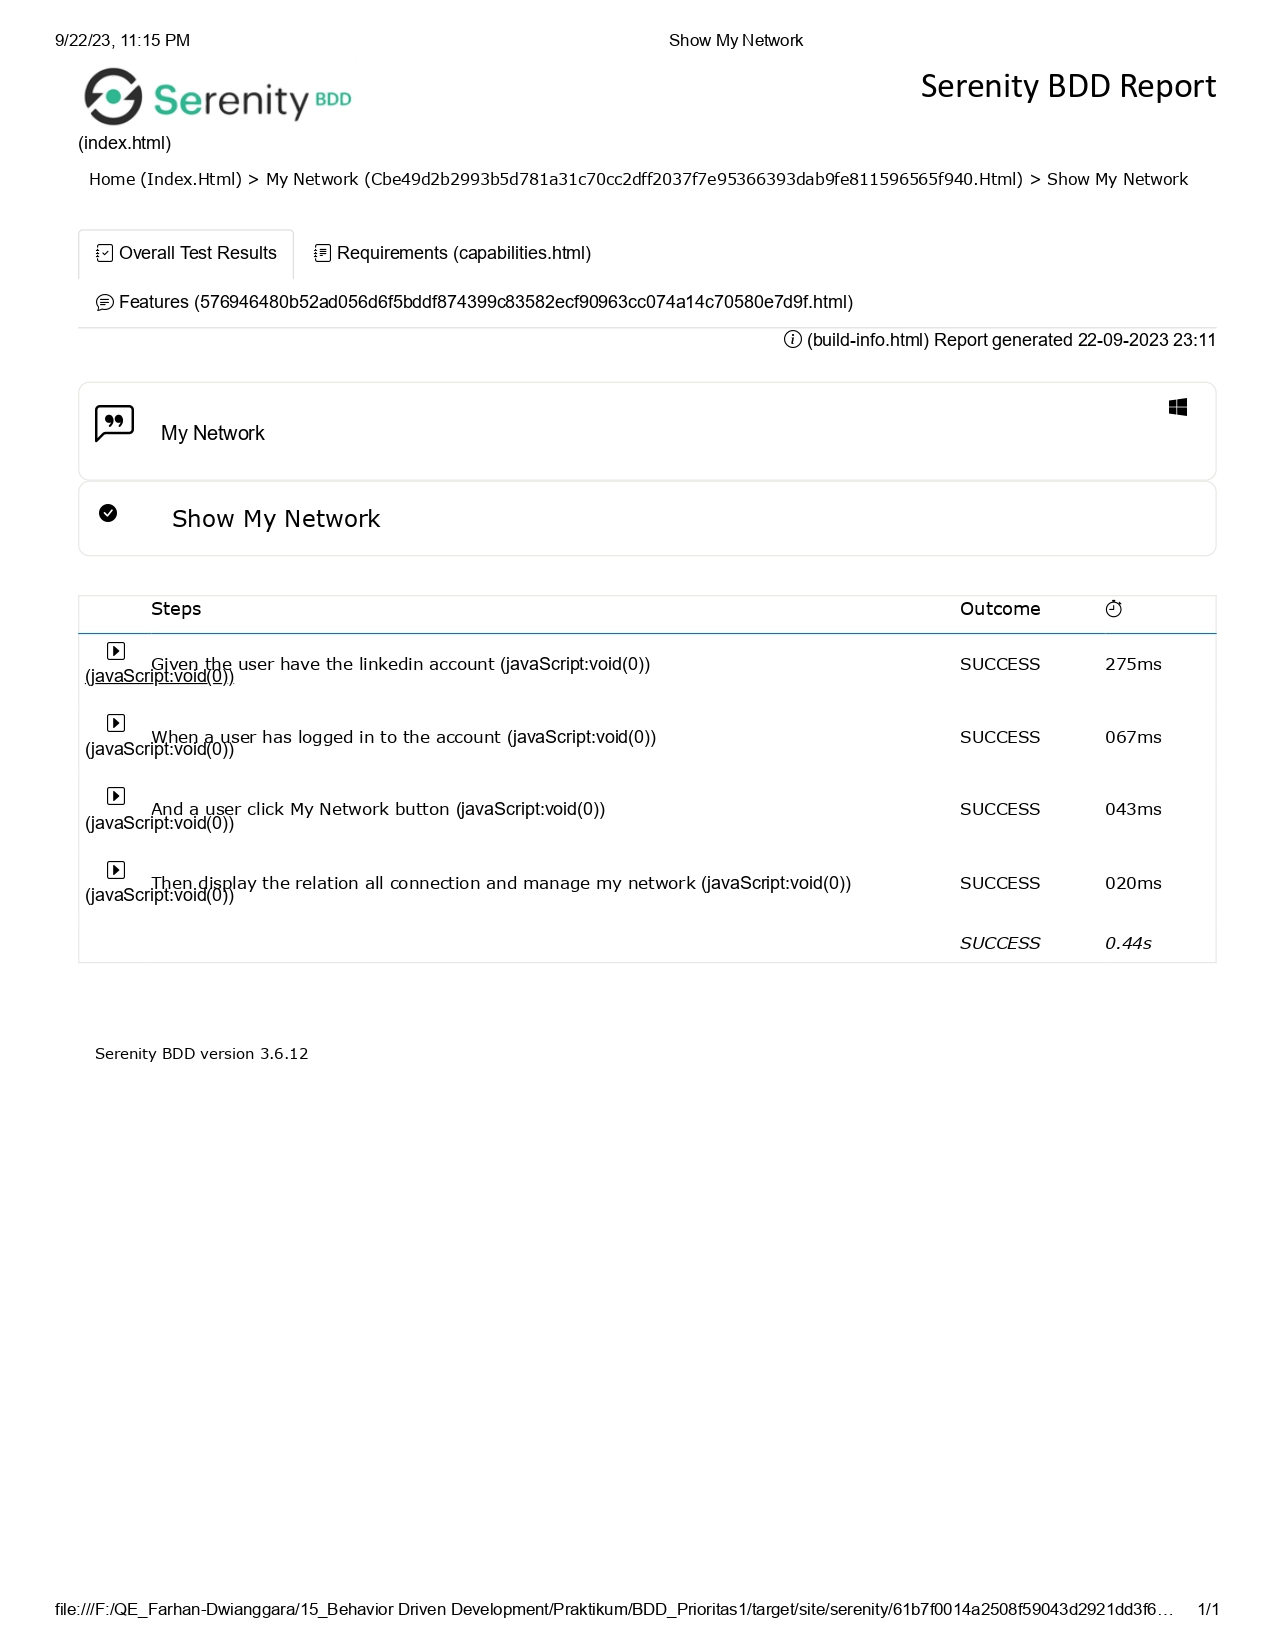 9/22/23, 11:15 PM Show My Network
Serenity BDD
Serenity BDD Report
(index.html)
Home (Index.Html) > My Network (Cbe49d2b2993b5d781a31c70cc2dff2037f7e95366393dab9fe811596565f940.Html) > Show My Network
Overall Test Results Requirements (capabilities.html)
Features (576946480b52ad056d6f5bddf874399c83582ecf90963cc074a14c70580e7d9f.html)
(build-info.html) Report generated 22-09-2023 23:11
My Network
Show My Network
Steps Outcome
Given the user have the linkedin account (javaScript:void(0)) SUCCESS 275ms
(javaScript:void(0))
When a user has logged in to the account (javaScript:void(0)) SUCCESS 067ms
(javaScript:void(0))
And a user click My Network button (javaScript:void(0)) SUCCESS 043ms
(javaScript:void(0))
Then display the relation all connection and manage my network (javaScript:void(0)) SUCCESS 020ms
(javaScript:void(0))
SUCCESS 0.44s
Serenity BDD version 3.6.12
file:///F:/QE_Farhan-Dwianggara/15_Behavior Driven Development/Praktikum/BDD_Prioritas1/target/site/serenity/61b7f0014a2508f59043d2921dd3f6… 1/1